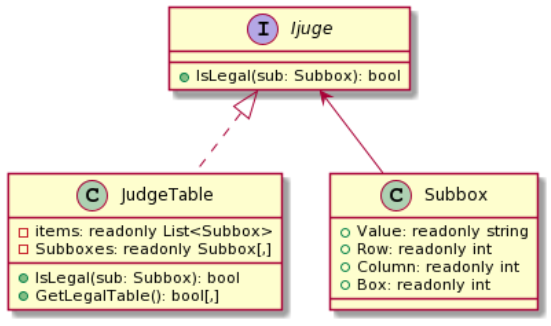 I Ijuge
IsLegal(sub: Subbox): bool
C JudgeTable
items: readonly List<Subbox>
Subboxes: readonly Subbox[,]
IsLegal(sub: Subbox): bool
GetLegalTable(): bool[,]
C Subbox
Value: readonly string
Row: readonly int
Column: readonly int
Box: readonly int